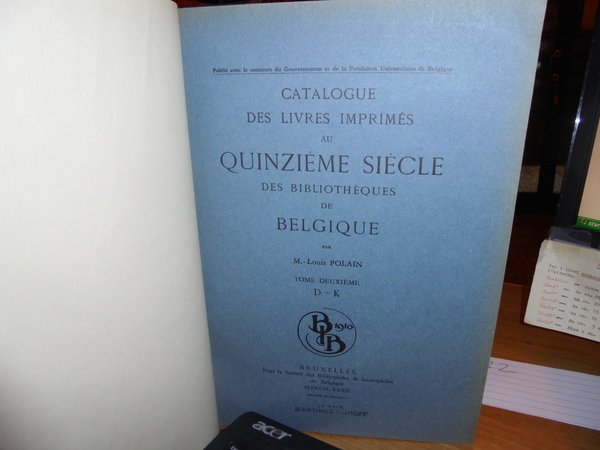 Publié avec le concours du Gouvernement et de la Fondation Universitaire de Belgique
CATALOGUE
DES LIVRES IMPRIMÉS
AU
QUINZIÈME SIÈCLE
DES BIBLIOTHÈQUES
DE
BELGIQUE
PAR
M.-Louis POLAIN
TOME DEUXIÈME
D - K
1910
BRUXELLES
Pour la Société des Bibliophiles & Iconophiles
de Belgique
LA HAYE
MARTINUS NIJHOFF
acer